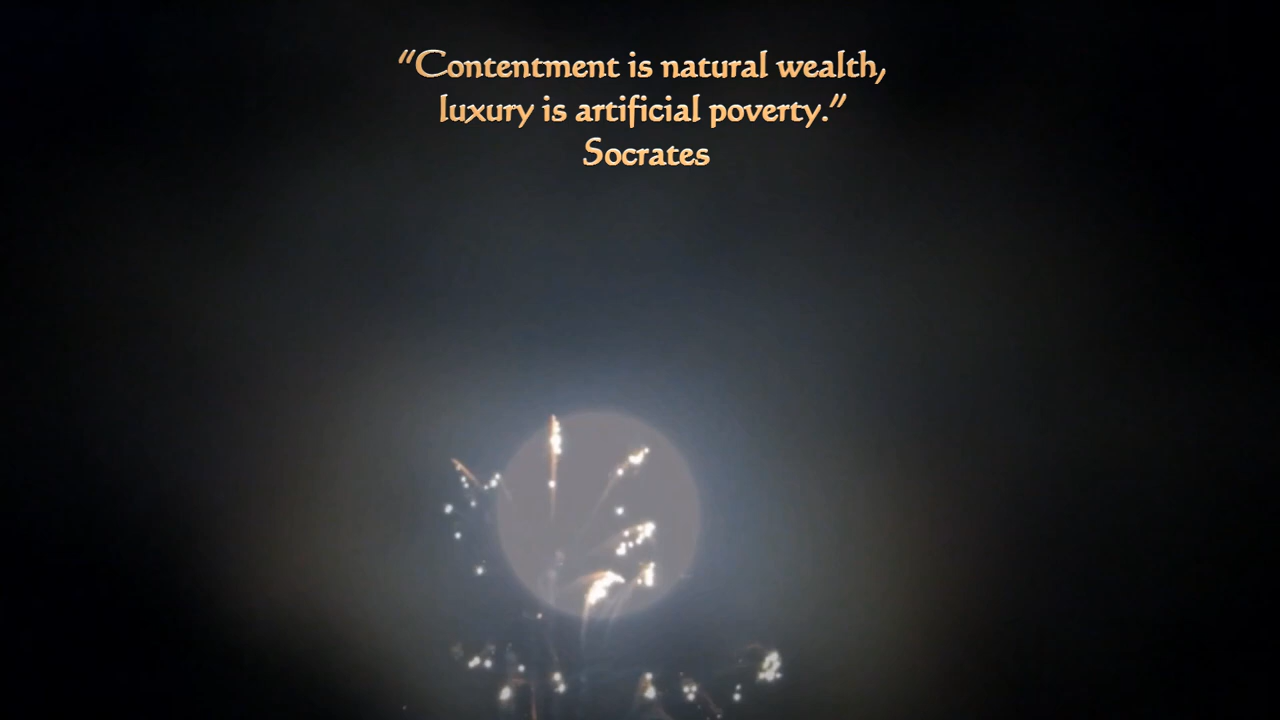 “Contentment is natural wealth,
luxury is artificial poverty.”
Socrates